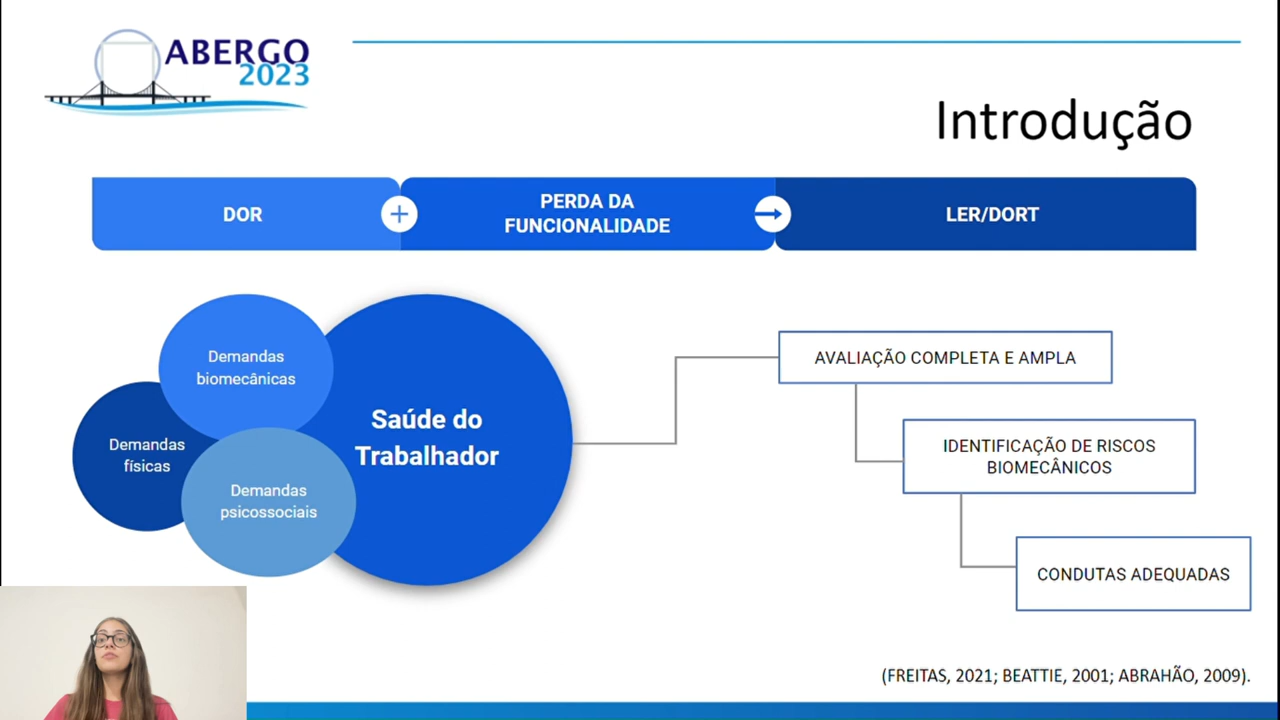 ABERGO
2023
Introdução
DOR
PERDA DA
FUNCIONALIDADE
LER/DORT
Demandas
biomecânicas
Demandas
físicas
Demandas
psicossociais
Saúde do
Trabalhador
AVALIAÇÃO COMPLETA E AMPLA
IDENTIFICAÇÃO DE RISCOS
BIOMECÂNICOS
CONDUTAS ADEQUADAS
(FREITAS, 2021; BEATTIE, 2001; ABRAHÃO, 2009).